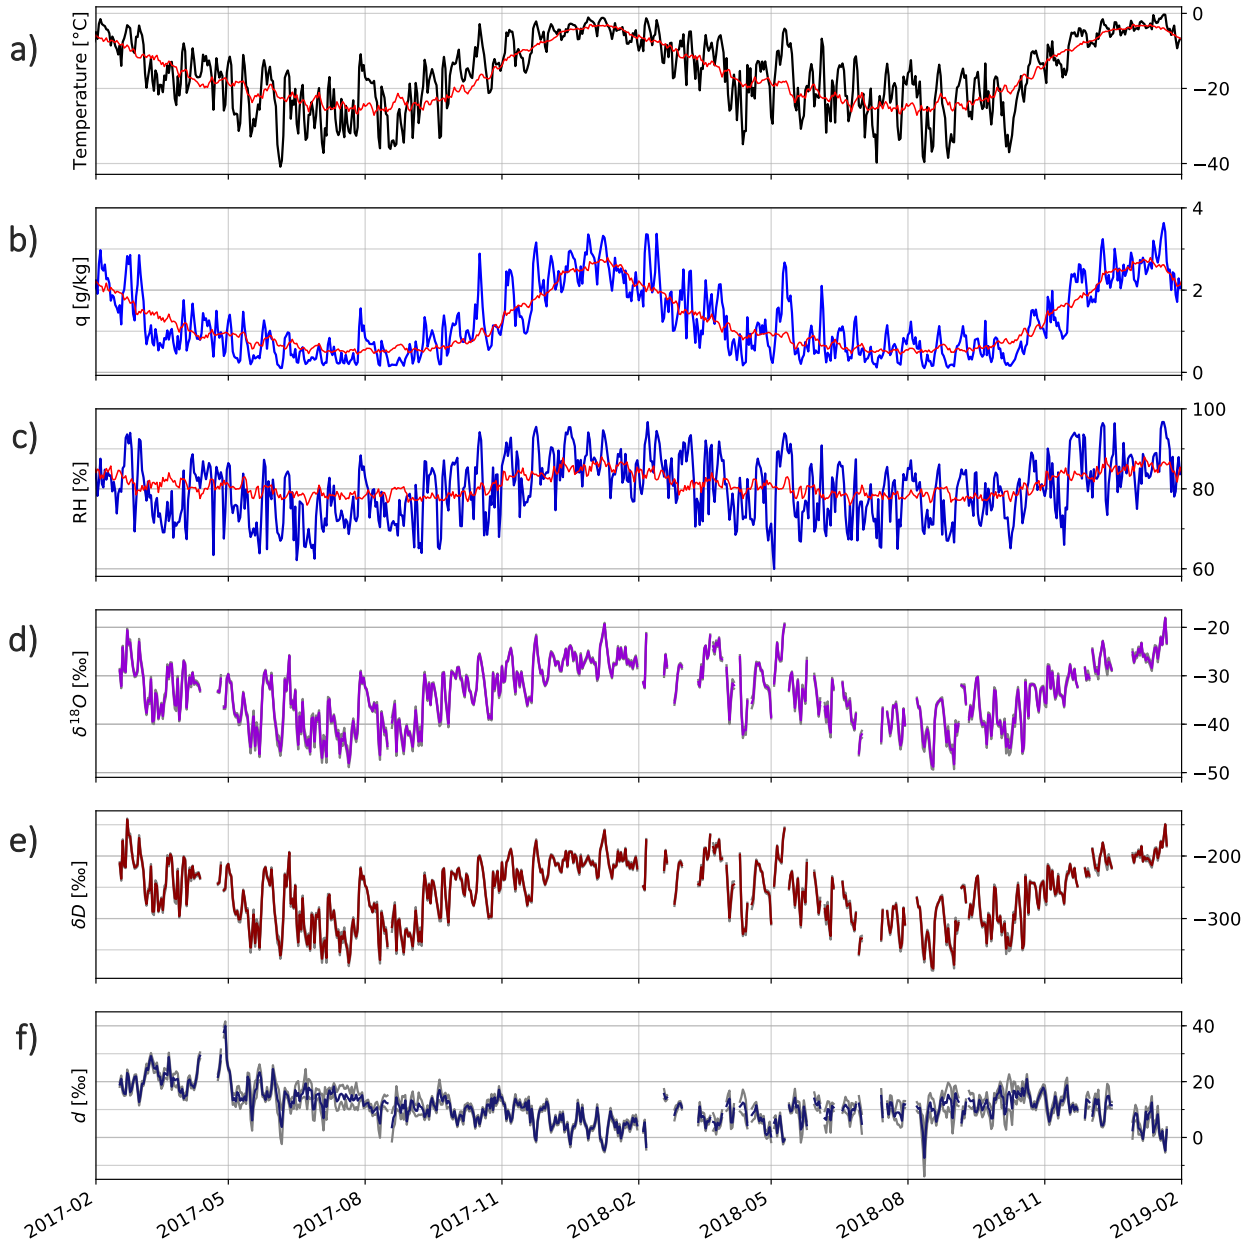 a)
Temperature [°C]
0
−20
−40
b)
q [g/kg]
4
2
0
c)
RH [%]
100
80
60
d)
δ¹⁸O [‰]
−20
−30
−40
−50
e)
δD [‰]
−200
−300
f)
d [‰]
40
20
0
2017-02
2017-05
2017-08
2017-11
2018-02
2018-05
2018-08
2018-11
2019-02